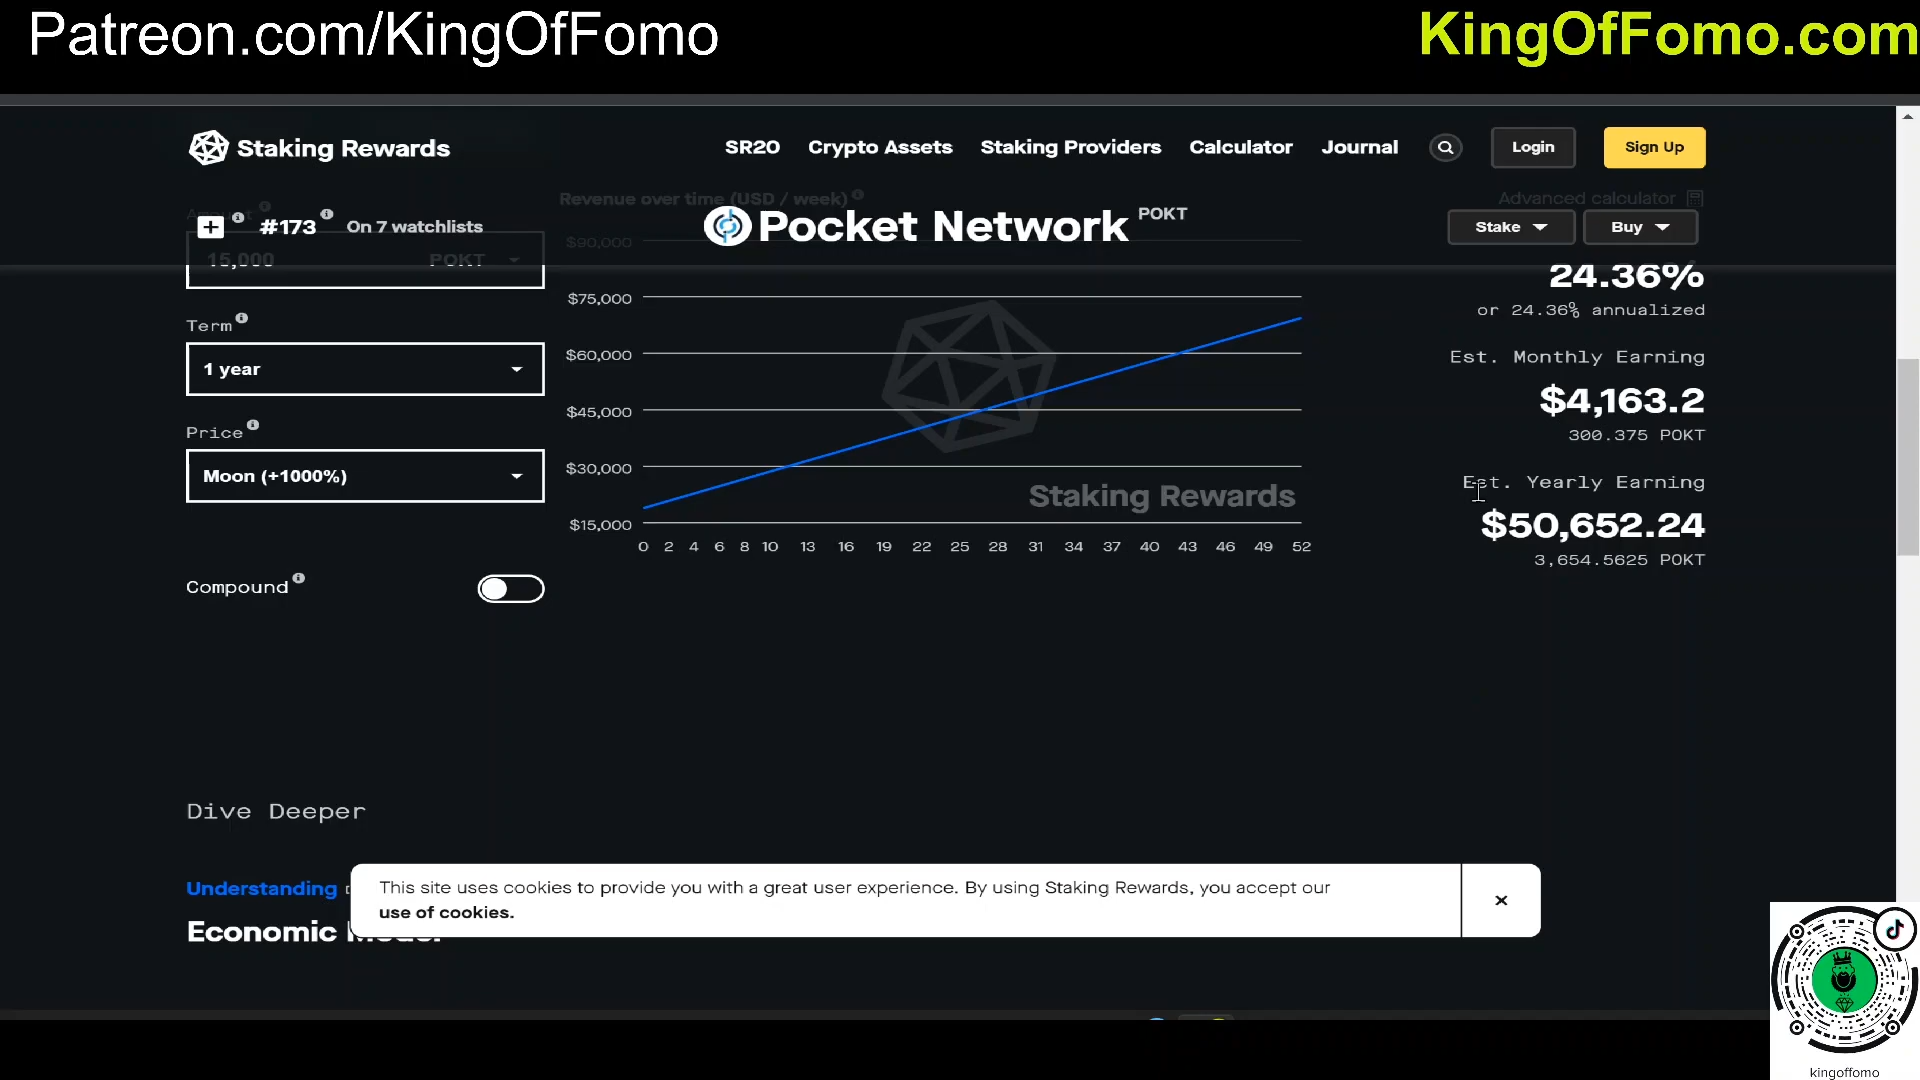 Patreon.com/KingOfFomo
KingOfFomo.com
Staking Rewards
SR20
Crypto Assets
Staking Providers
Calculator
Journal
Login
Sign Up
Revenue over time (USD / week)
Advanced calculator
#173
On 7 watchlists
Pocket Network POKT
Stake
Buy
15,000 POKT
$90,000
$75,000
$60,000
$45,000
$30,000
$15,000
0 2 4 6 8 10 13 16 19 22 25 28 31 34 37 40 43 46 49 52
Staking Rewards
Term
1 year
Price
Moon (+1000%)
Compound
24.36%
or 24.36% annualized
Est. Monthly Earning
$4,163.2
300.375 POKT
Est. Yearly Earning
$50,652.24
3,654.5625 POKT
Dive Deeper
Understanding
Economic
This site uses cookies to provide you with a great user experience. By using Staking Rewards, you accept our
use of cookies.
kingoffomo